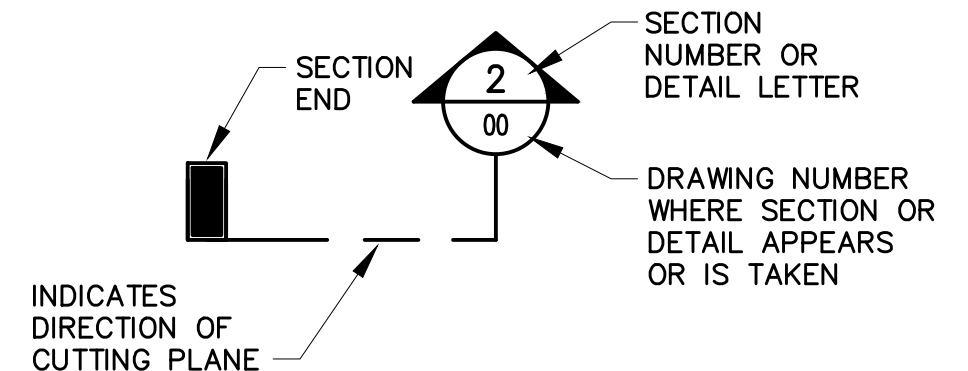 SECTION
NUMBER OR
DETAIL LETTER
SECTION
END
2
00
DRAWING NUMBER
WHERE SECTION OR
DETAIL APPEARS
OR IS TAKEN
INDICATES
DIRECTION OF
CUTTING PLANE